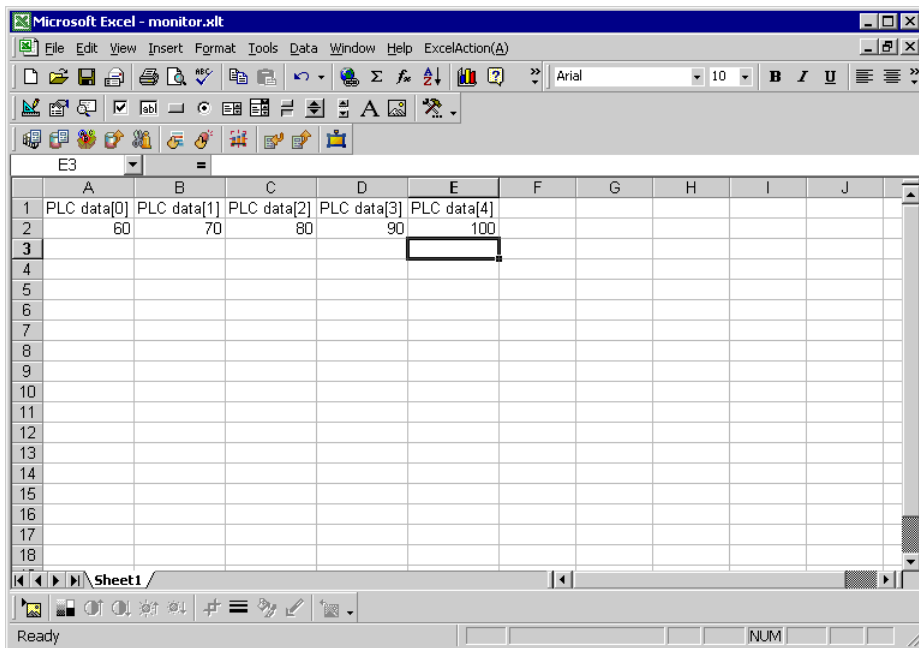 Microsoft Excel - monitor.xlt
File Edit View Insert Format Tools Data Window Help ExcelAction(A)
Arial 10 B I U
E3 =
A B C D E F G H I J
1 PLC data[0] PLC data[1] PLC data[2] PLC data[3] PLC data[4]
2 60 70 80 90 100
3
4
5
6
7
8
9
10
11
12
13
14
15
16
17
18
Sheet1
Ready NUM